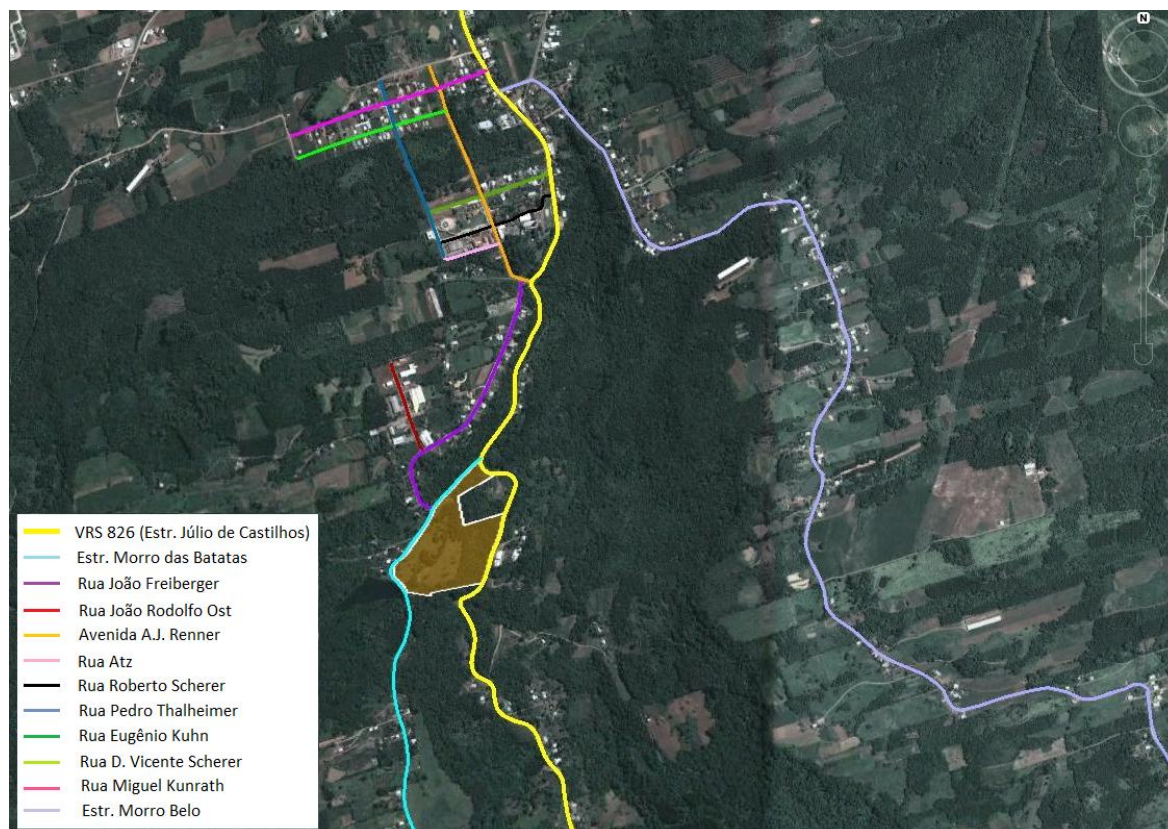 N
VRS 826 (Estr. Júlio de Castilhos)
Estr. Morro das Batatas
Rua João Freiberger
Rua João Rodolfo Ost
Avenida A.J. Renner
Rua Atz
Rua Roberto Scherer
Rua Pedro Thalheimer
Rua Eugênio Kuhn
Rua D. Vicente Scherer
Rua Miguel Kunrath
Estr. Morro Belo